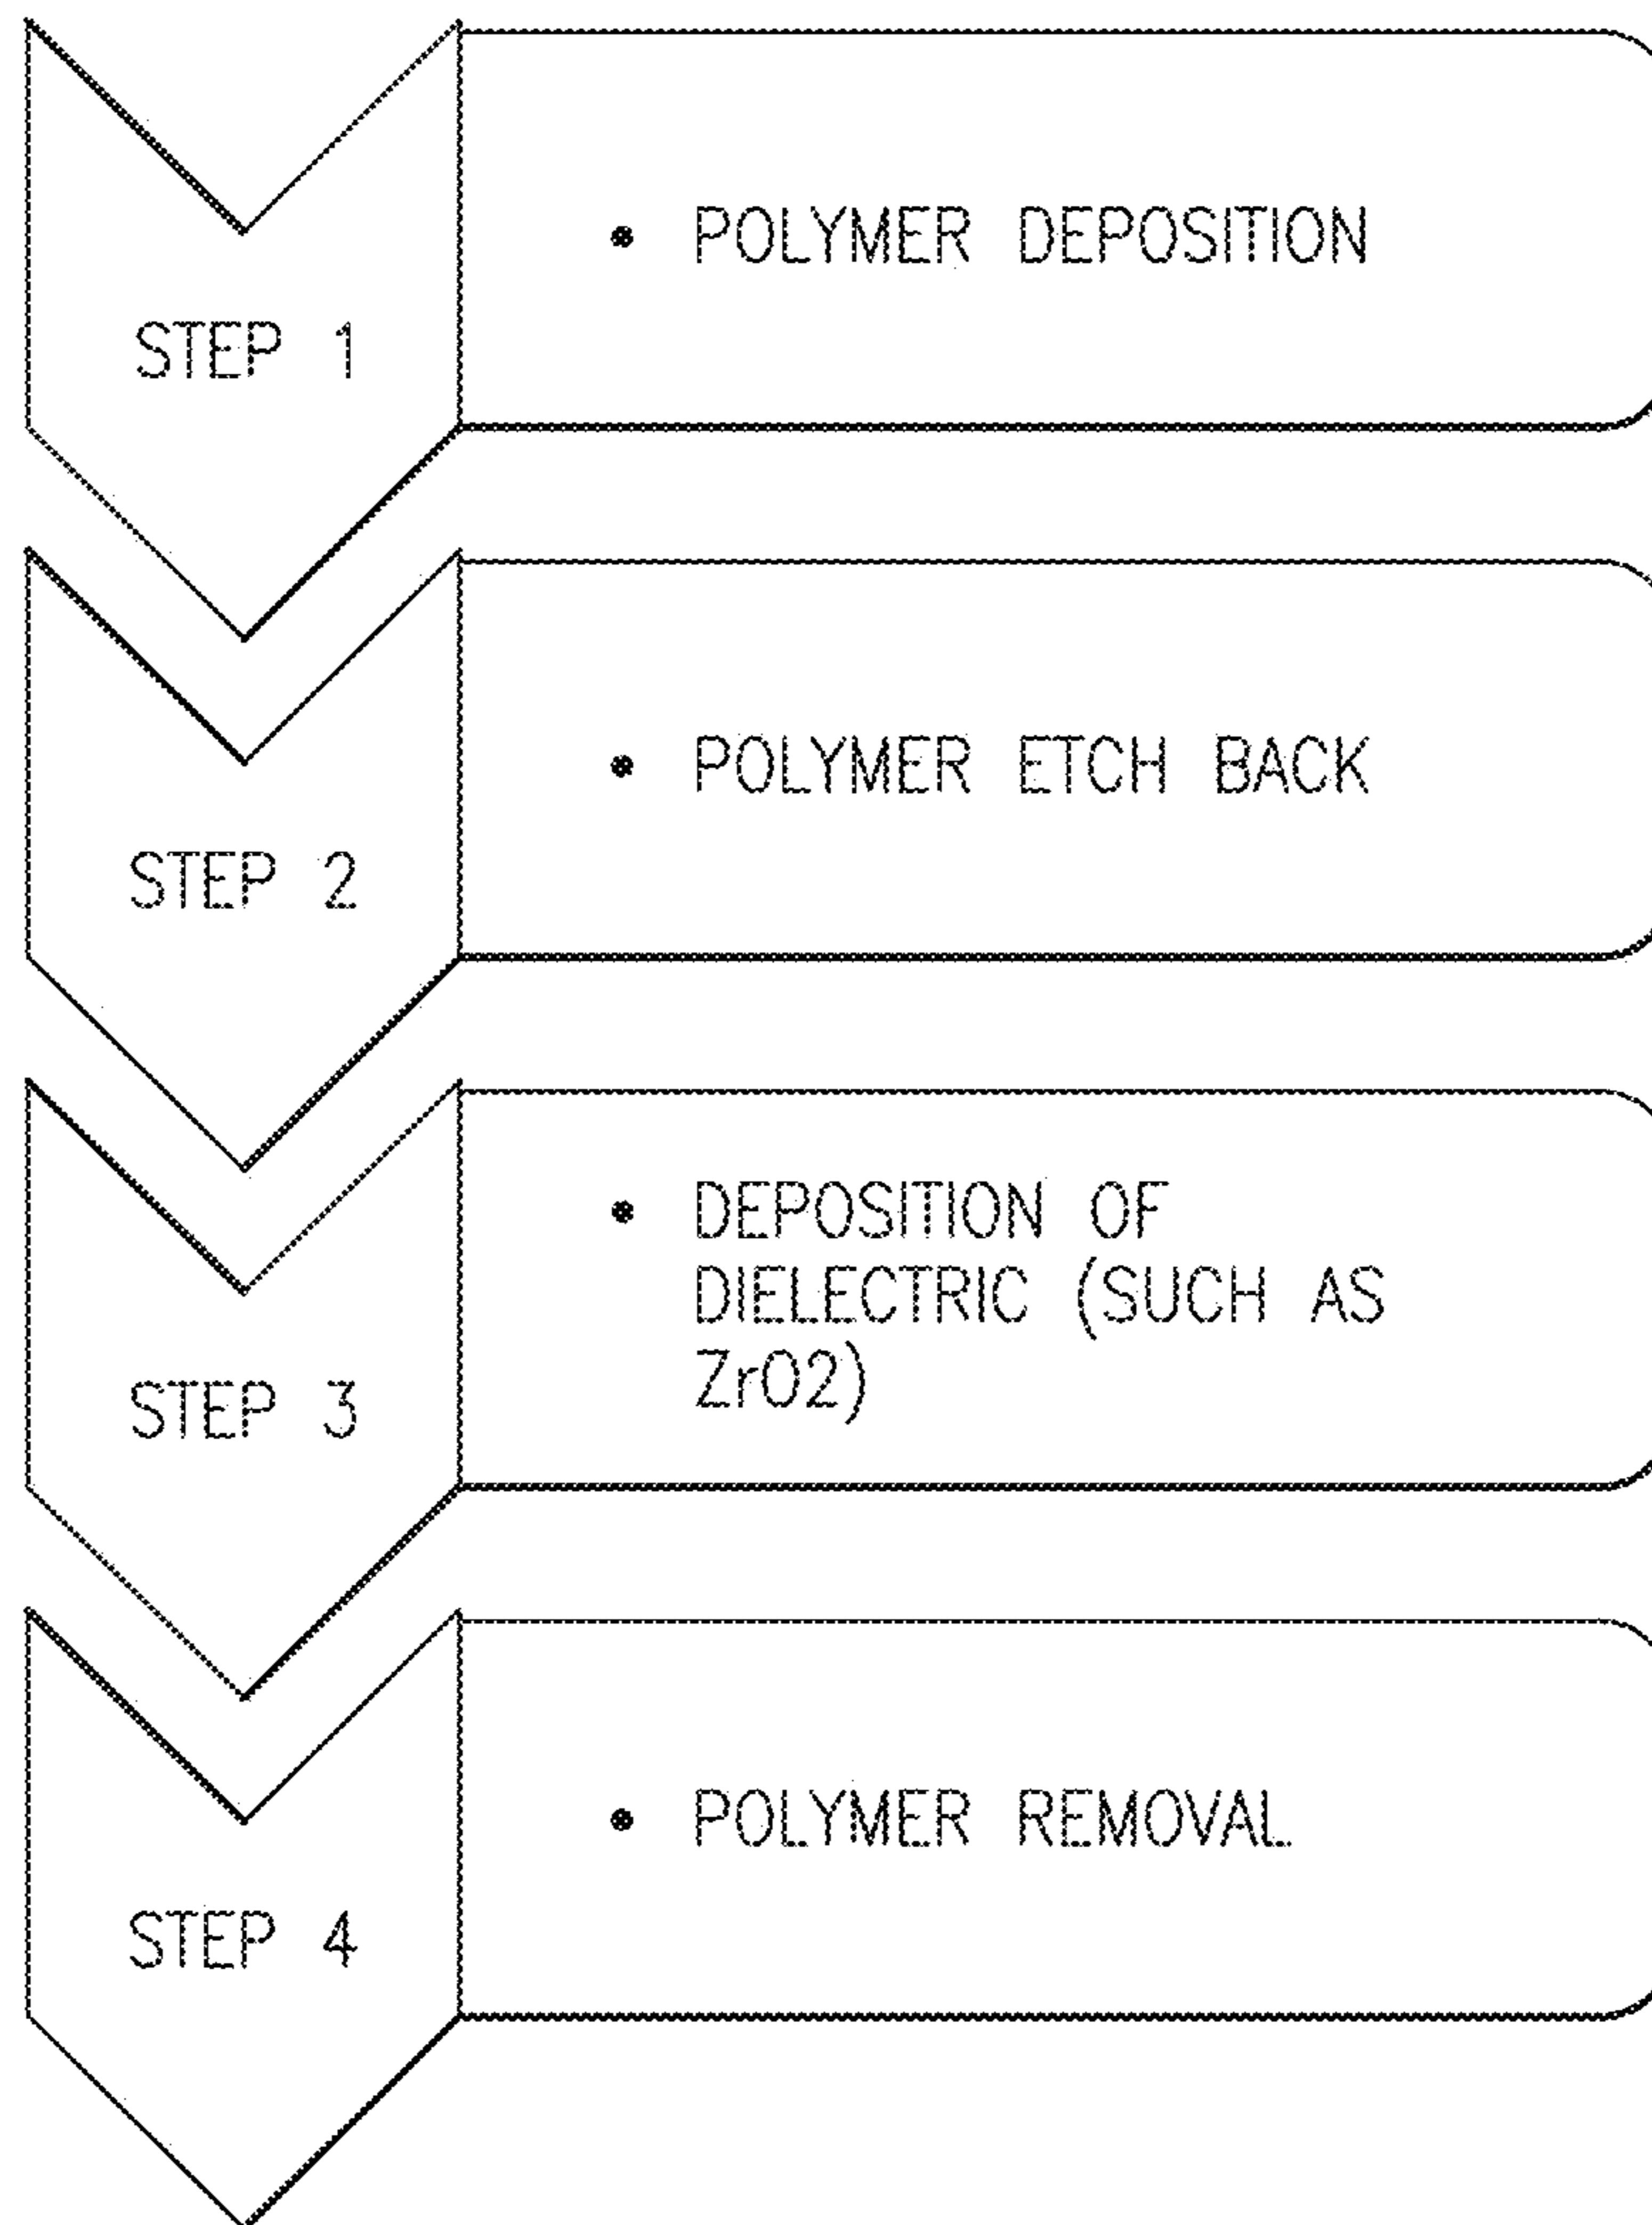 STEP 1
• POLYMER DEPOSITION
STEP 2
• POLYMER ETCH BACK
STEP 3
• DEPOSITION OF
DIELECTRIC (SUCH AS
ZrO2)
STEP 4
• POLYMER REMOVAL